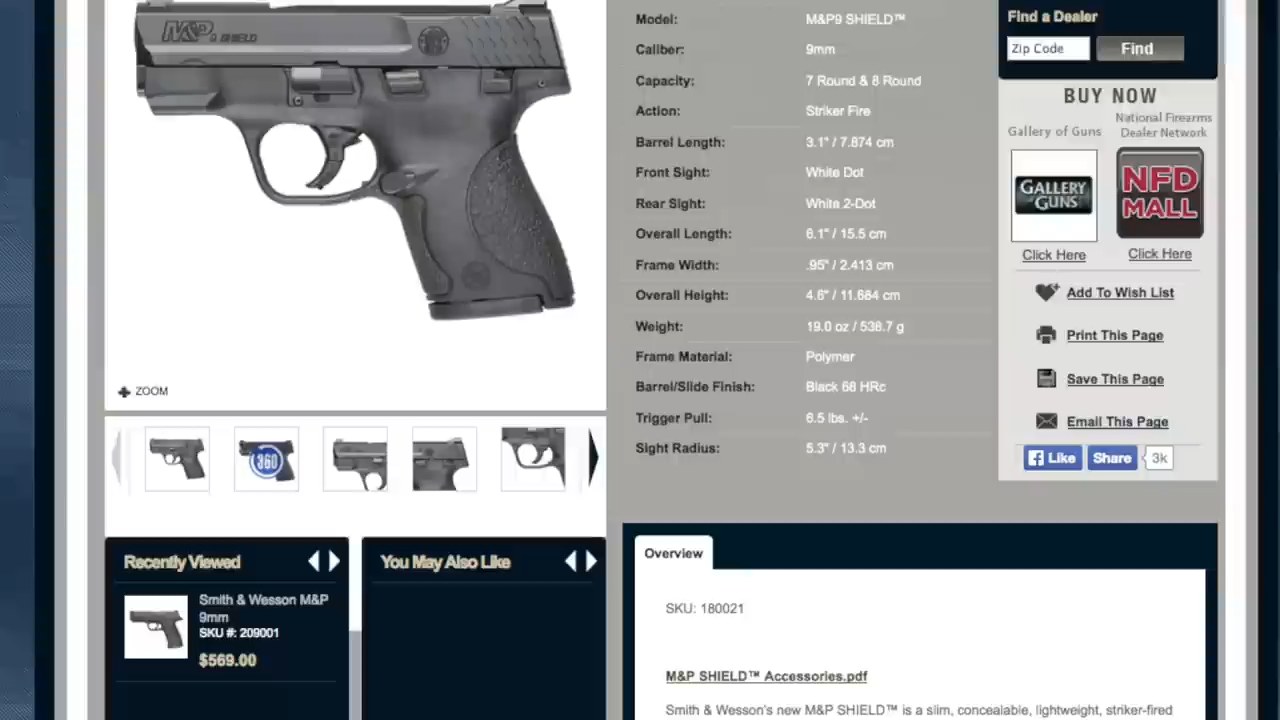 M&P 9 SHIELD
ZOOM
360
Recently Viewed
Smith & Wesson M&P
9mm
SKU #: 209001
$569.00
You May Also Like
Model: M&P9 SHIELD™
Caliber: 9mm
Capacity: 7 Round & 8 Round
Action: Striker Fire
Barrel Length: 3.1" / 7.874 cm
Front Sight: White Dot
Rear Sight: White 2-Dot
Overall Length: 6.1" / 15.5 cm
Frame Width: .95" / 2.413 cm
Overall Height: 4.6" / 11.684 cm
Weight: 19.0 oz / 538.7 g
Frame Material: Polymer
Barrel/Slide Finish: Black 68 HRc
Trigger Pull: 6.5 lbs. +/-
Sight Radius: 5.3" / 13.3 cm
Overview
SKU: 180021
M&P SHIELD™ Accessories.pdf
Smith & Wesson's new M&P SHIELD™ is a slim, concealable, lightweight, striker-fired
Find a Dealer
Zip Code Find
BUY NOW
Gallery of Guns
GALLERY of GUNS
Click Here
National Firearms
Dealer Network
NFD
MALL
Click Here
Add To Wish List
Print This Page
Save This Page
Email This Page
Like Share 3k